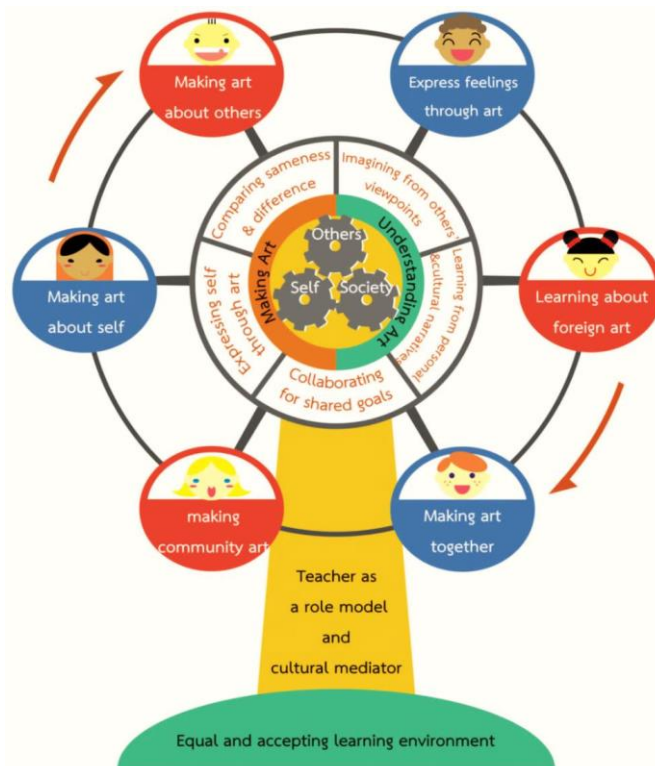 Making art
about others
Express feelings
through art
Making art
about self
Learning about
foreign art
making
community art
Making art
together
Comparing sameness
& difference
Imagining from others'
viewpoints
Learning from personal
&cultural narratives
Collaborating
for shared goals
Expressing self
through art
Making Art
Understanding Art
Others
Self
Society
Teacher as
a role model
and
cultural mediator
Equal and accepting learning environment